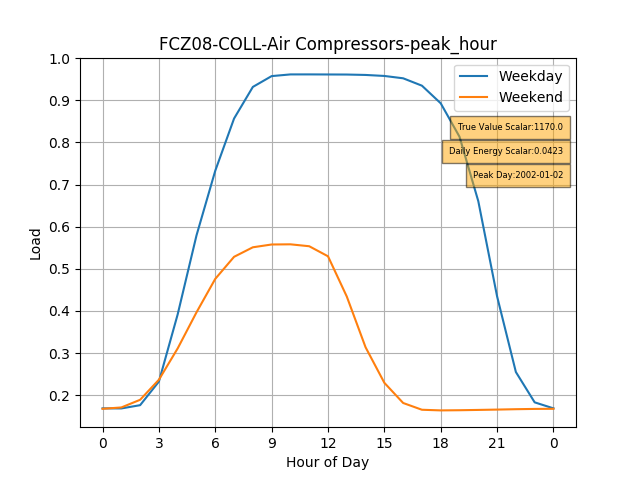 FCZ08-COLL-Air Compressors-peak_hour
1.0
0.9
0.8
0.7
0.6
0.5
0.4
0.3
0.2
Load
Weekday
Weekend
True Value Scalar:1170.0
Daily Energy Scalar:0.0423
Peak Day:2002-01-02
0 3 6 9 12 15 18 21 0
Hour of Day